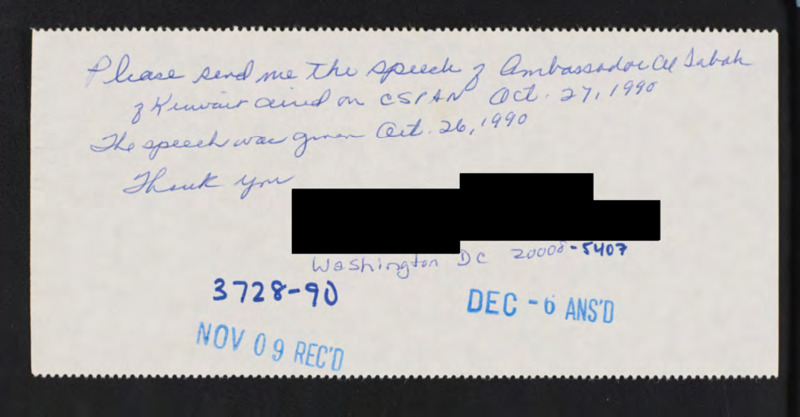 Please send me the speech of Ambassador Al Sabah
of Kuwait aired on CSPAN Oct. 27, 1990
The speech was given Oct. 26, 1990
Thank you
Washington DC 20008-5407
3728-90
DEC - 6 ANS'D
NOV 09 REC'D